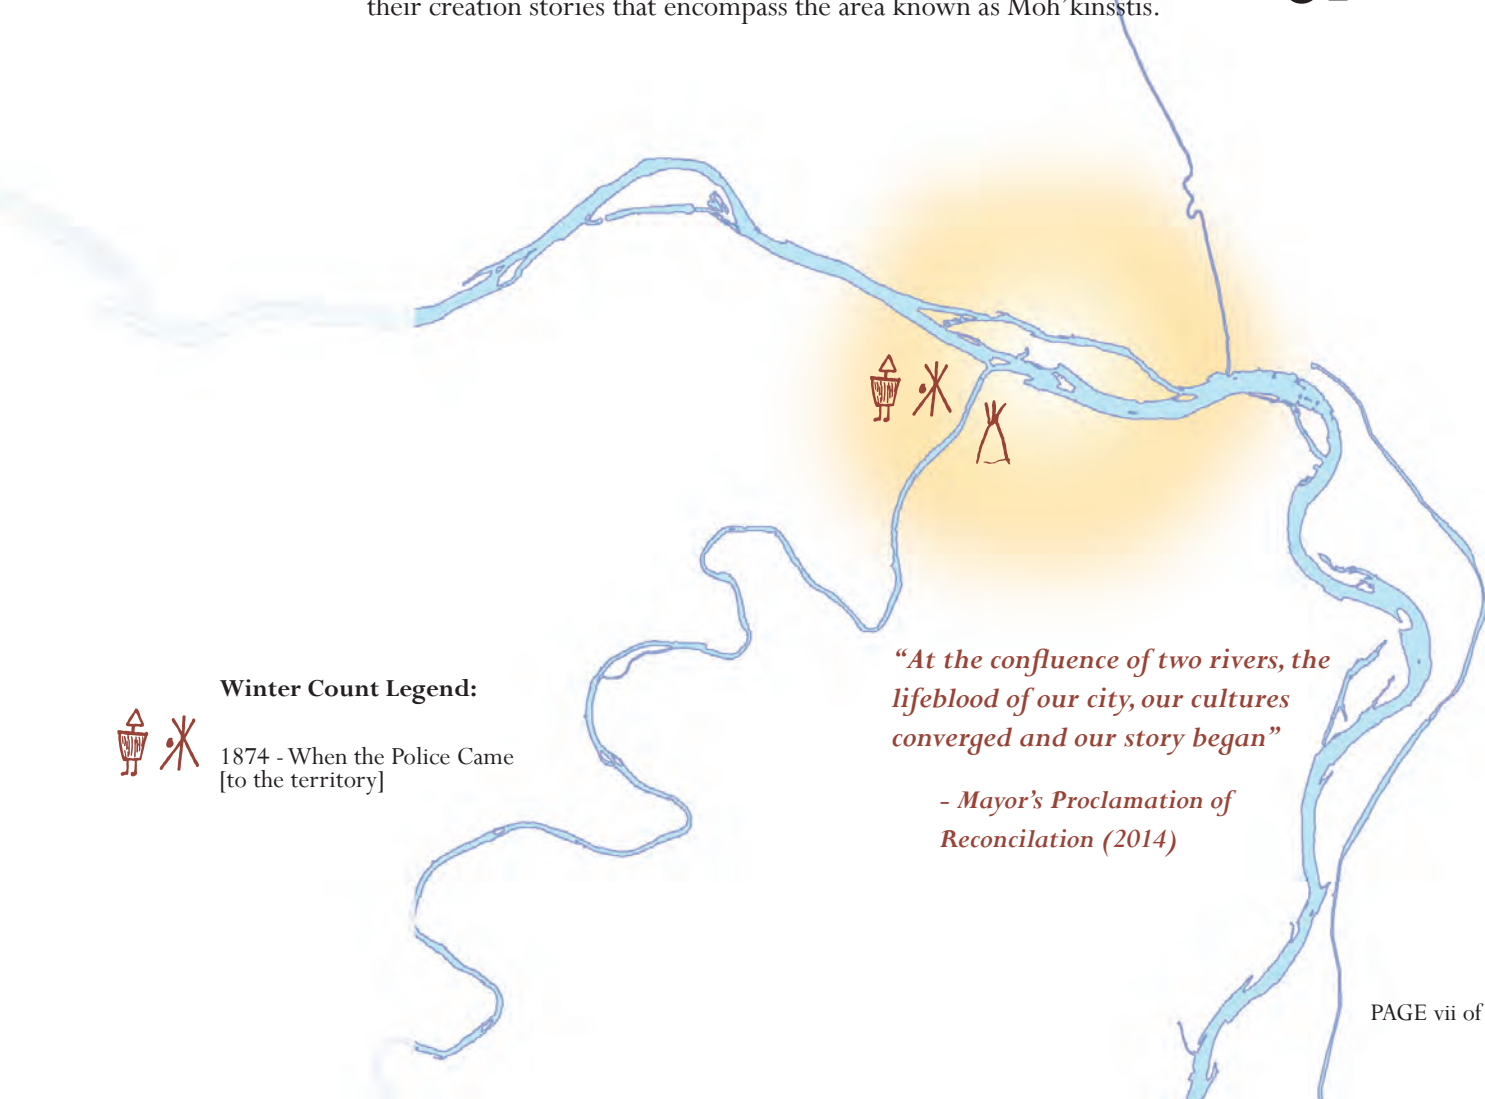 their creation stories that encompass the area known as Moh’kinsstis.
“At the confluence of two rivers, the
lifeblood of our city, our cultures
converged and our story began”
- Mayor’s Proclamation of
Reconcilation (2014)
Winter Count Legend:
1874 - When the Police Came
[to the territory]
PAGE vii of